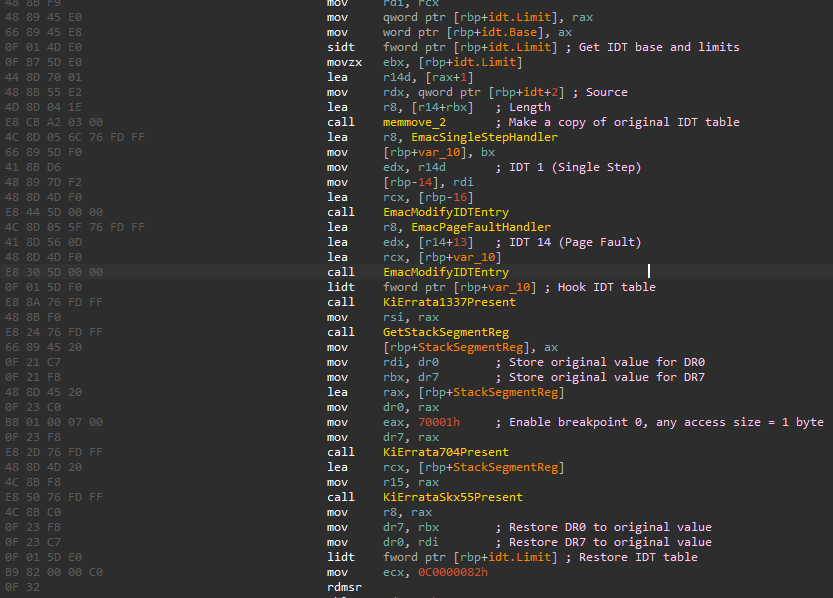 48 8B F9 mov rdi, rcx
48 89 45 E0 mov qword ptr [rbp+idt.Limit], rax
66 89 45 E8 mov word ptr [rbp+idt.Base], ax
0F 01 4D E0 sidt fword ptr [rbp+idt.Limit] ; Get IDT base and limits
0F B7 5D E0 movzx ebx, [rbp+idt.Limit]
44 8D 70 01 lea r14d, [rax+1]
48 8B 55 E2 mov rdx, qword ptr [rbp+idt+2] ; Source
4D 8D 04 1E lea r8, [r14+rbx] ; Length
E8 CB A2 03 00 call memmove_2 ; Make a copy of original IDT table
4C 8D 05 6C 76 FD FF lea r8, EmacSingleStepHandler
66 89 5D F0 mov [rbp+var_10], bx
41 8B D6 mov edx, r14d ; IDT 1 (Single Step)
48 89 7D F2 mov [rbp-14], rdi
48 8D 4D F0 lea rcx, [rbp-16]
E8 44 5D 00 00 call EmacModifyIDTEntry
4C 8D 05 5F 76 FD FF lea r8, EmacPageFaultHandler
41 8D 56 0D lea edx, [r14+13] ; IDT 14 (Page Fault)
48 8D 4D F0 lea rcx, [rbp+var_10]
E8 30 5D 00 00 call EmacModifyIDTEntry
0F 01 5D F0 lidt fword ptr [rbp+var_10] ; Hook IDT table
E8 8A 76 FD FF call KiErrata1337Present
48 8B F0 mov rsi, rax
E8 24 76 FD FF call GetStackSegmentReg
66 89 45 20 mov [rbp+StackSegmentReg], ax
0F 21 C7 mov rdi, dr0 ; Store original value for DR0
0F 21 FB mov rbx, dr7 ; Store original value for DR7
48 8D 45 20 lea rax, [rbp+StackSegmentReg]
0F 23 C0 mov dr0, rax
B8 01 00 07 00 mov eax, 70001h ; Enable breakpoint 0, any access size = 1 byte
0F 23 F8 mov dr7, rax
E8 2D 76 FD FF call KiErrata704Present
48 8D 4D 20 lea rcx, [rbp+StackSegmentReg]
4C 8B F8 mov r15, rax
E8 50 76 FD FF call KiErrataSkx55Present
4C 8B C0 mov r8, rax
0F 23 FB mov dr7, rbx ; Restore DR0 to original value
0F 23 C7 mov dr0, rdi ; Restore DR7 to original value
0F 01 5D E0 lidt fword ptr [rbp+idt.Limit] ; Restore IDT table
B9 82 00 00 C0 mov ecx, 0C0000082h
0F 32 rdmsr